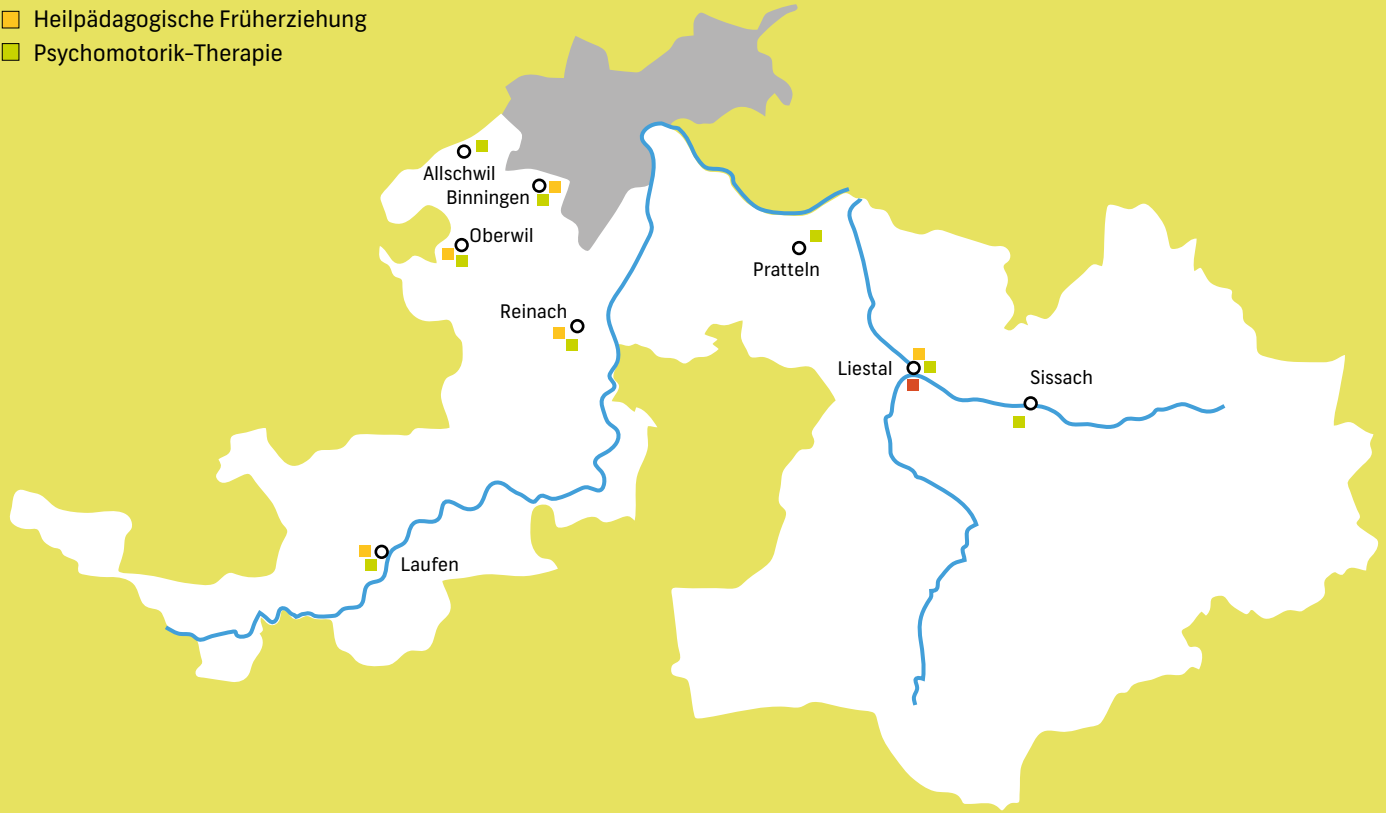 Heilpädagogische Früherziehung
Psychomotorik-Therapie
Allschwil
Binningen
Oberwil
Pratteln
Reinach
Liestal
Sissach
Laufen